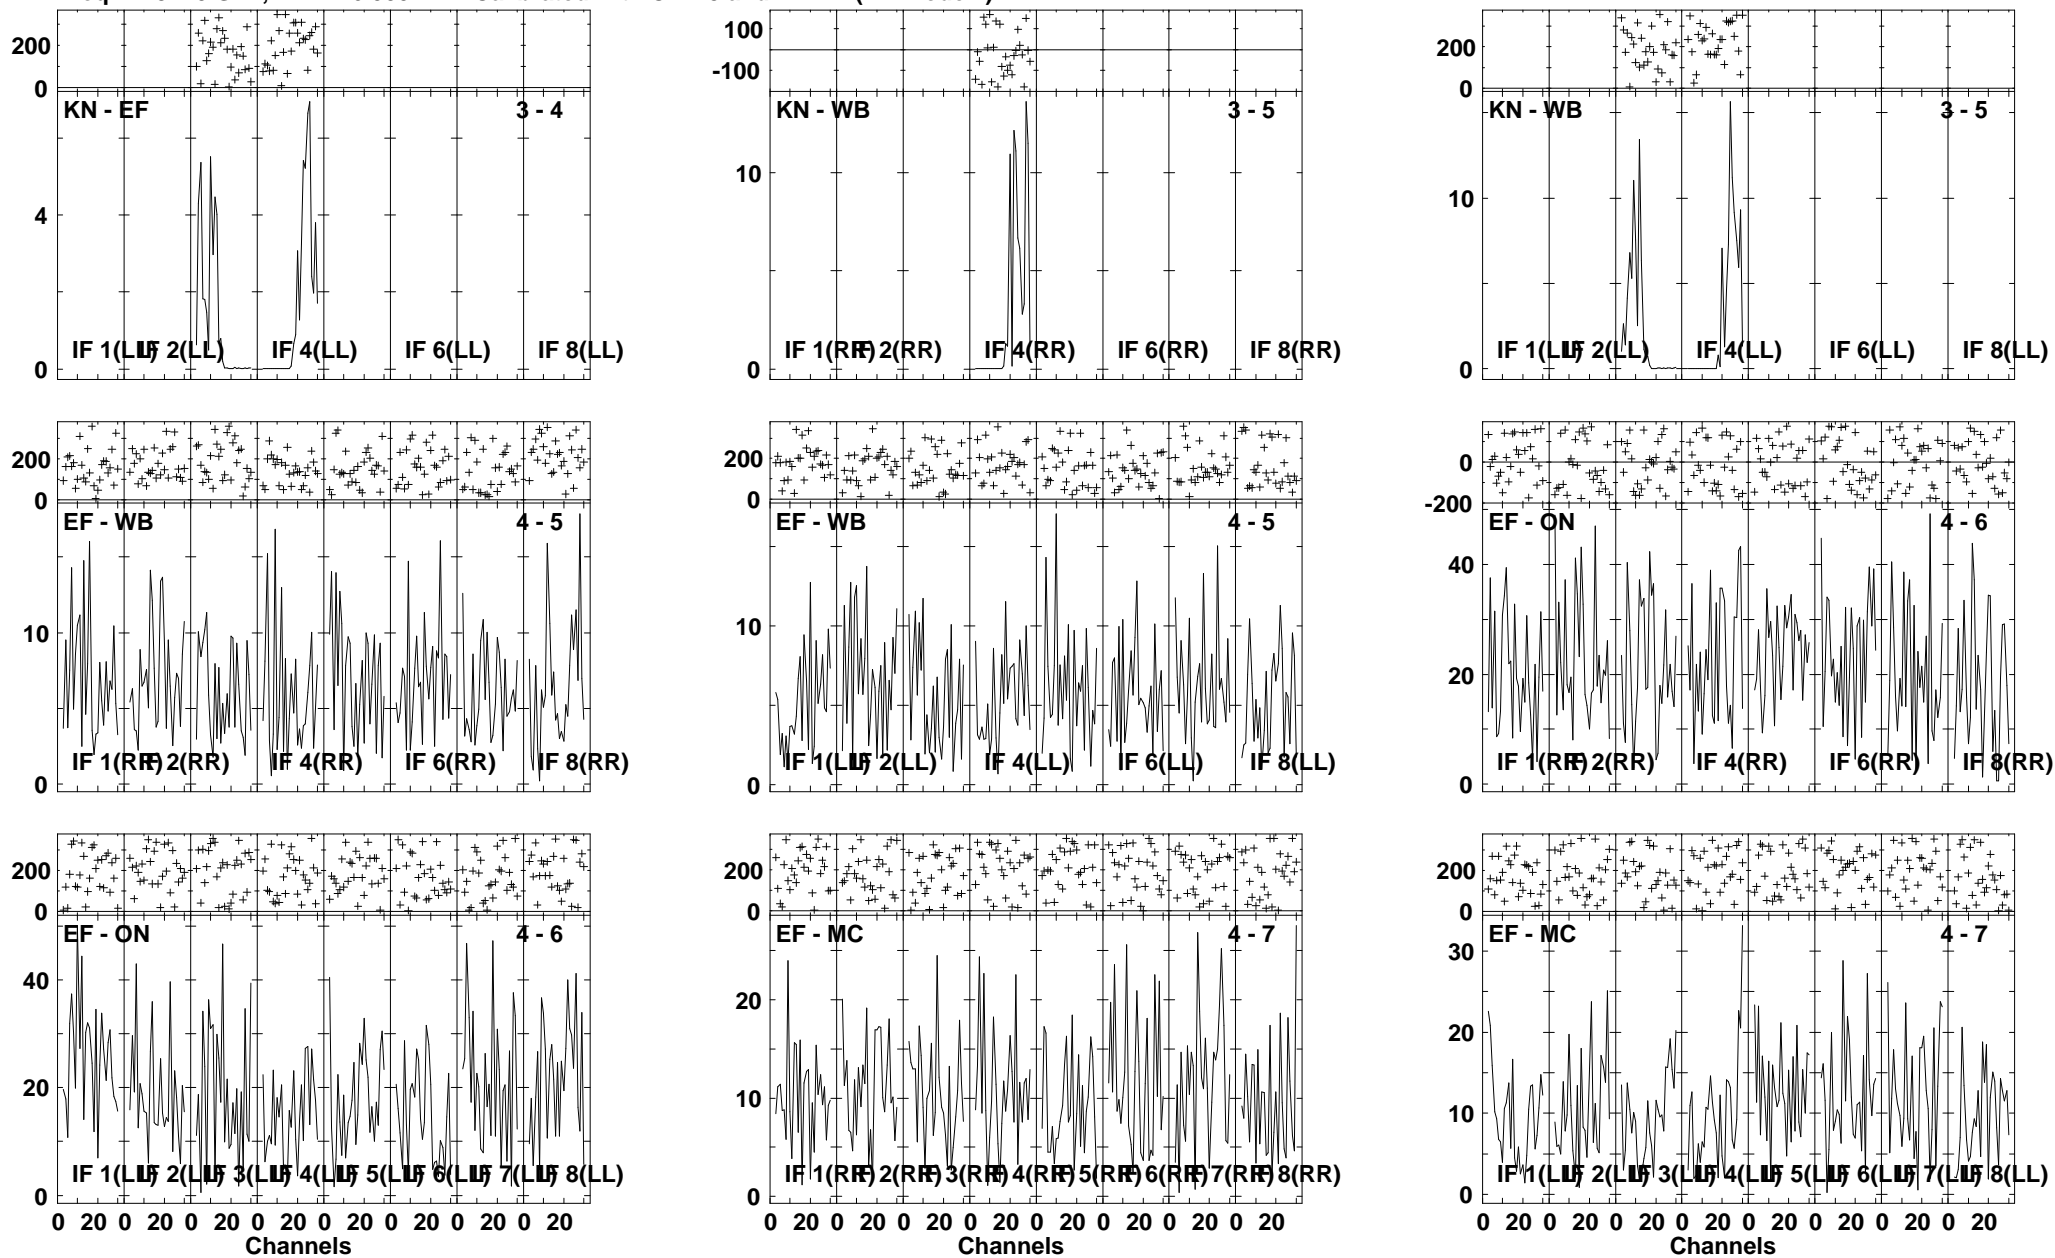 200
0
KN - EF
3 - 4
4
0
IF 1(LL) IF 2(LL) IF 4(LL) IF 6(LL) IF 8(LL)
100
-100
KN - WB
3 - 5
10
0
IF 1(RR) IF 2(RR) IF 4(RR) IF 6(RR) IF 8(RR)
200
0
KN - WB
3 - 5
10
0
IF 1(LL) IF 2(LL) IF 4(LL) IF 6(LL) IF 8(LL)
200
0
EF - WB
4 - 5
10
0
IF 1(RR) IF 2(RR) IF 4(RR) IF 6(RR) IF 8(RR)
200
0
EF - WB
4 - 5
10
0
IF 1(LL) IF 2(LL) IF 4(LL) IF 6(LL) IF 8(LL)
0
-200
EF - ON
4 - 6
40
20
0
IF 1(RR) IF 2(RR) IF 4(RR) IF 6(RR) IF 8(RR)
200
0
EF - ON
4 - 6
40
20
0
IF 1(LL) IF 2(LL) IF 3(LL) IF 4(LL) IF 5(LL) IF 6(LL) IF 7(LL) IF 8(LL)
0 20 0 20 0 20 0 20 0 20 0 20 0 20 0 20
Channels
200
0
EF - MC
4 - 7
20
10
0
IF 1(RR) IF 2(RR) IF 3(RR) IF 4(RR) IF 5(RR) IF 6(RR) IF 7(RR) IF 8(RR)
0 20 0 20 0 20 0 20 0 20 0 20 0 20 0 20
Channels
200
0
EF - MC
4 - 7
30
20
10
0
IF 1(LL) IF 2(LL) IF 3(LL) IF 4(LL) IF 5(LL) IF 6(LL) IF 7(LL) IF 8(LL)
0 20 0 20 0 20 0 20 0 20 0 20 0 20 0 20
Channels